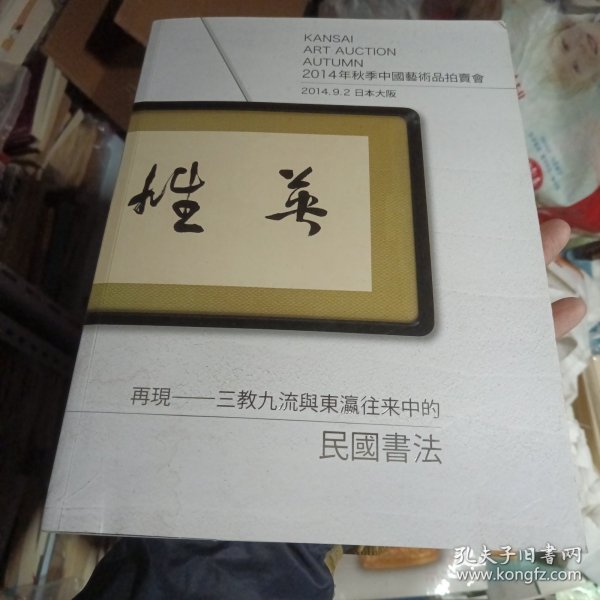 KANSAI
ART AUCTION
AUTUMN
2014年秋季中國藝術品拍賣會
2014.9.2 日本大阪
再現——三教九流與東瀛往来中的
民國書法
孔夫子旧书网
www.kongfz.com